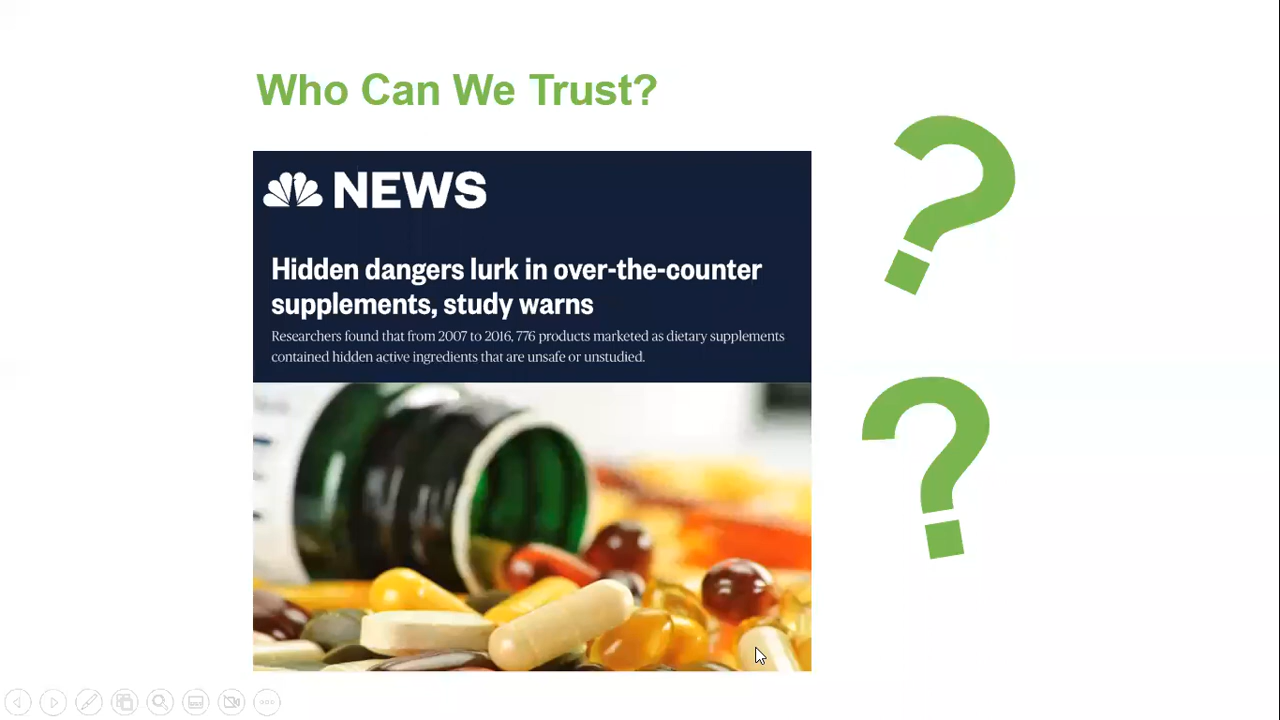 Who Can We Trust?
NEWS
Hidden dangers lurk in over-the-counter
supplements, study warns
Researchers found that from 2007 to 2016, 776 products marketed as dietary supplements
contained hidden active ingredients that are unsafe or unstudied.
?
?